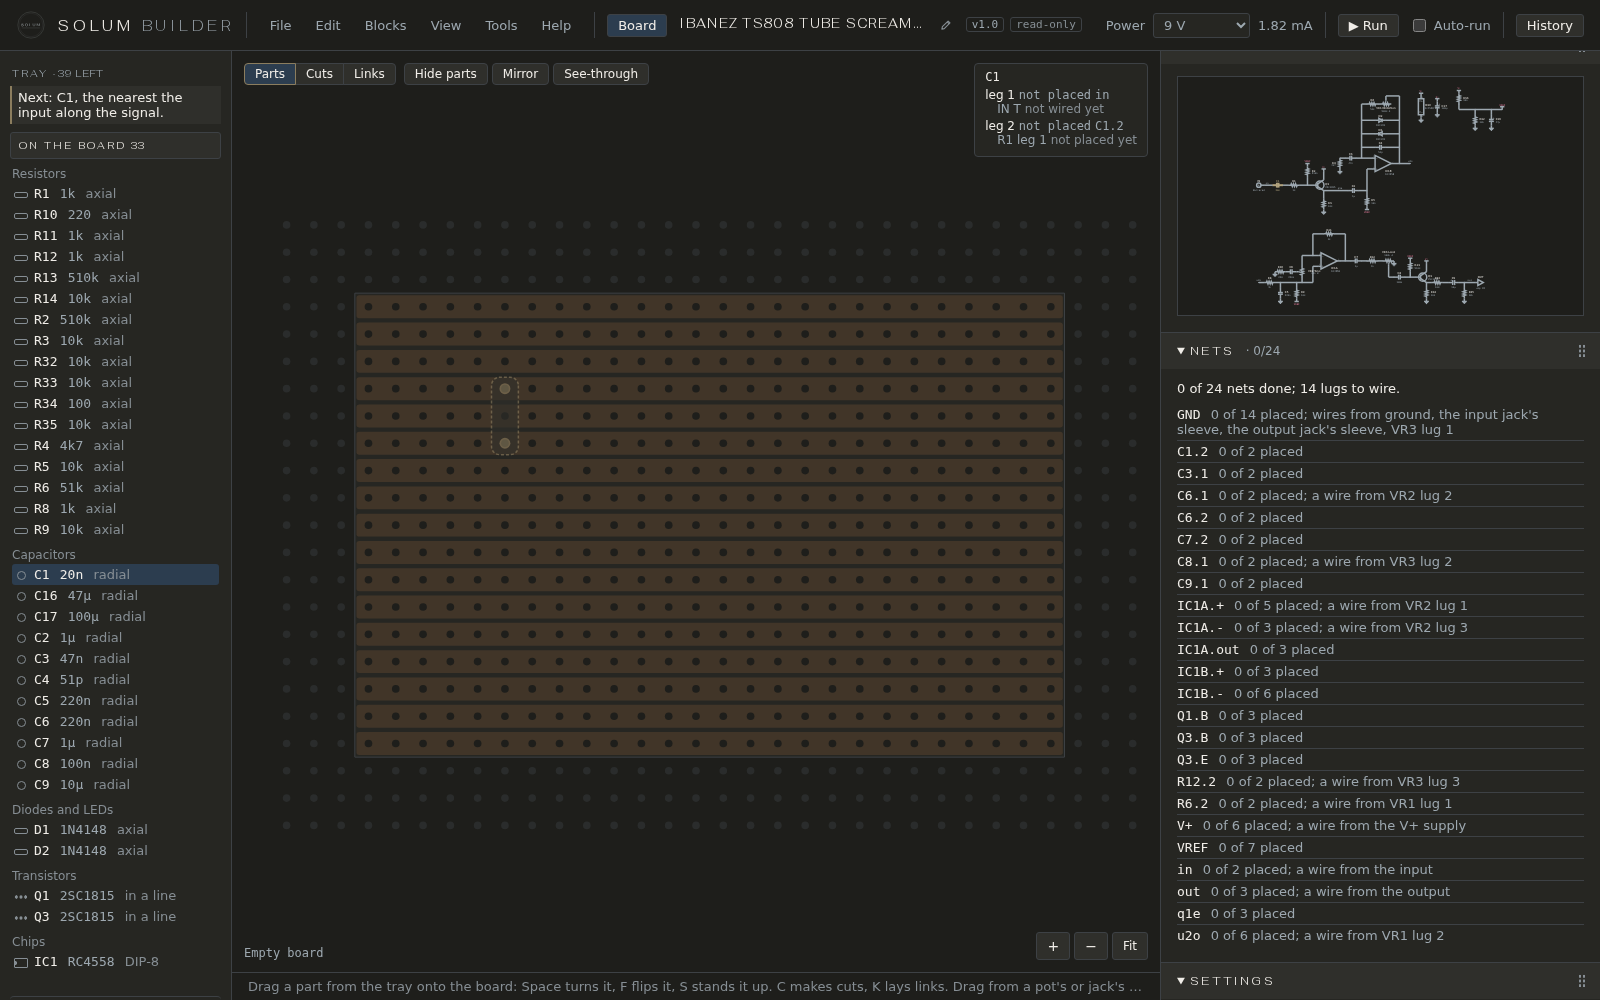 SOLUM BUILDER
File Edit Blocks View Tools Help
Board
IBANEZ TS808 TUBE SCREAM…
v1.0 read-only
Power 9 V 1.82 mA
▶ Run
Auto-run
History
TRAY · 39 LEFT
Next: C1, the nearest the
input along the signal.
ON THE BOARD 33
Resistors
R1 1k axial
R10 220 axial
R11 1k axial
R12 1k axial
R13 510k axial
R14 10k axial
R2 510k axial
R3 10k axial
R32 10k axial
R33 10k axial
R34 100 axial
R35 10k axial
R4 4k7 axial
R5 10k axial
R6 51k axial
R8 1k axial
R9 10k axial
Capacitors
C1 20n radial
C16 47µ radial
C17 100µ radial
C2 1µ radial
C3 47n radial
C4 51p radial
C5 220n radial
C6 220n radial
C7 1µ radial
C8 100n radial
C9 10µ radial
Diodes and LEDs
D1 1N4148 axial
D2 1N4148 axial
Transistors
Q1 2SC1815 in a line
Q3 2SC1815 in a line
Chips
IC1 RC4558 DIP-8
Parts Cuts Links Hide parts Mirror See-through
C1
leg 1 not placed in
IN T not wired yet
leg 2 not placed C1.2
R1 leg 1 not placed yet
Empty board
+ − Fit
Drag a part from the tray onto the board: Space turns it, F flips it, S stands it up. C makes cuts, K lays links. Drag from a pot's or jack's …
NETS · 0/24
0 of 24 nets done; 14 lugs to wire.
GND 0 of 14 placed; wires from ground, the input jack's
sleeve, the output jack's sleeve, VR3 lug 1
C1.2 0 of 2 placed
C3.1 0 of 2 placed
C6.1 0 of 2 placed; a wire from VR2 lug 2
C6.2 0 of 2 placed
C7.2 0 of 2 placed
C8.1 0 of 2 placed; a wire from VR3 lug 2
C9.1 0 of 2 placed
IC1A.+ 0 of 5 placed; a wire from VR2 lug 1
IC1A.- 0 of 3 placed; a wire from VR2 lug 3
IC1A.out 0 of 3 placed
IC1B.+ 0 of 3 placed
IC1B.- 0 of 6 placed
Q1.B 0 of 3 placed
Q3.B 0 of 3 placed
Q3.E 0 of 3 placed
R12.2 0 of 2 placed; a wire from VR3 lug 3
R6.2 0 of 2 placed; a wire from VR1 lug 1
V+ 0 of 6 placed; a wire from the V+ supply
VREF 0 of 7 placed
in 0 of 2 placed; a wire from the input
out 0 of 3 placed; a wire from the output
q1e 0 of 3 placed
u2o 0 of 6 placed; a wire from VR1 lug 2
SETTINGS